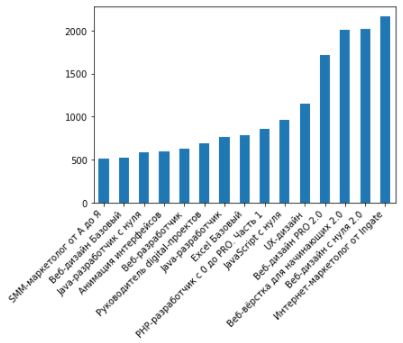 2000
1500
1000
500
0
SMM-маркетолог от А до Я
Веб-дизайн Базовый
Java-разработчик с нуля
Анимация интерфейсов
Веб-разработчик
Руководитель digital-проектов
Java-разработчик
Excel Базовый
PHP-разработчик с 0 до PRO. Часть 1
JavaScript с нуля
UX-дизайн
Веб-дизайн PRO 2.0
Веб-вёрстка для начинающих 2.0
Веб-дизайн с нуля 2.0
Интернет-маркетолог от Ingate